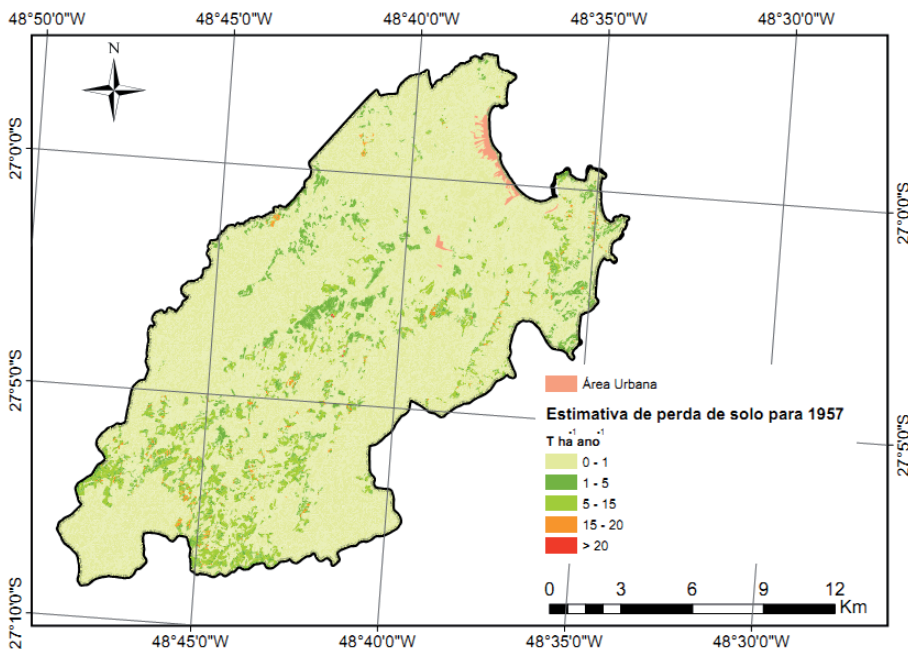 48°50'0"W 48°45'0"W 48°40'0"W 48°35'0"W 48°30'0"W
N
27°0'0"S
27°0'0"S
27°5'0"S
27°5'0"S
27°10'0"S
Área Urbana
Estimativa de perda de solo para 1957
T ha⁻¹ ano⁻¹
0 - 1
1 - 5
5 - 15
15 - 20
> 20
0 3 6 9 12
Km
48°45'0"W 48°40'0"W 48°35'0"W 48°30'0"W